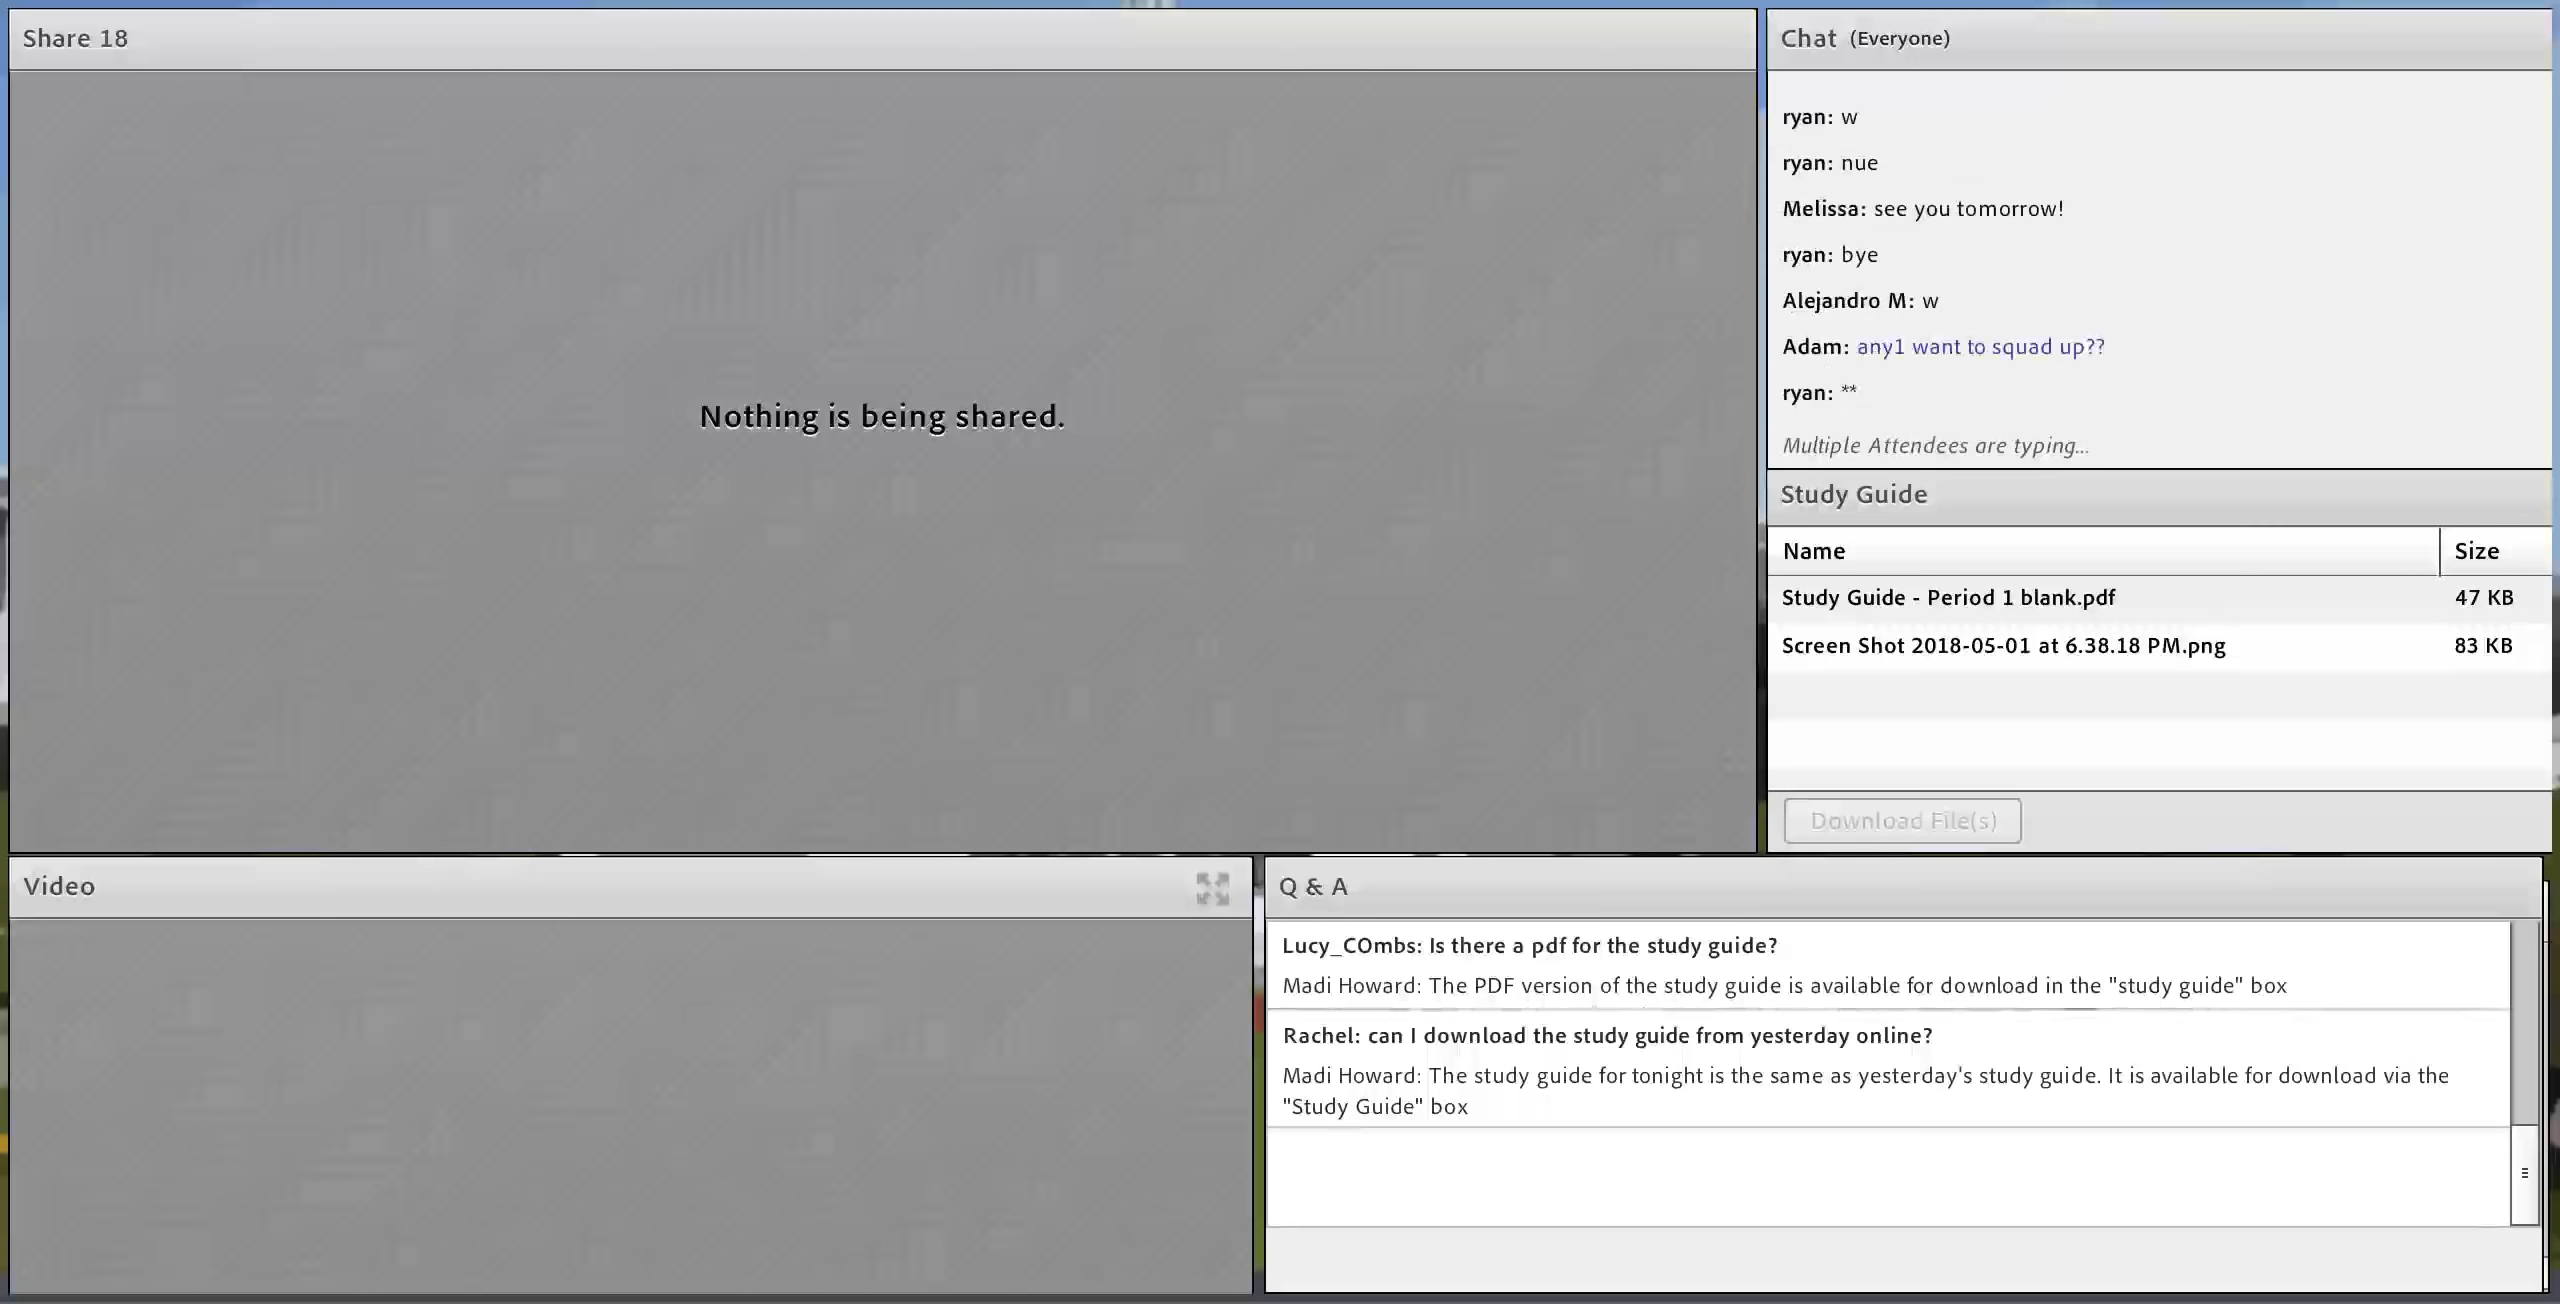 Share 18
Nothing is being shared.
Chat (Everyone)
ryan: w
ryan: nue
Melissa: see you tomorrow!
ryan: bye
Alejandro M: w
Adam: any1 want to squad up??
ryan: **
Multiple Attendees are typing...
Study Guide
Name Size
Study Guide - Period 1 blank.pdf 47 KB
Screen Shot 2018-05-01 at 6.38.18 PM.png 83 KB
Download File(s)
Video
Q & A
Lucy_COmbs: Is there a pdf for the study guide?
Madi Howard: The PDF version of the study guide is available for download in the "study guide" box
Rachel: can I download the study guide from yesterday online?
Madi Howard: The study guide for tonight is the same as yesterday's study guide. It is available for download via the
"Study Guide" box